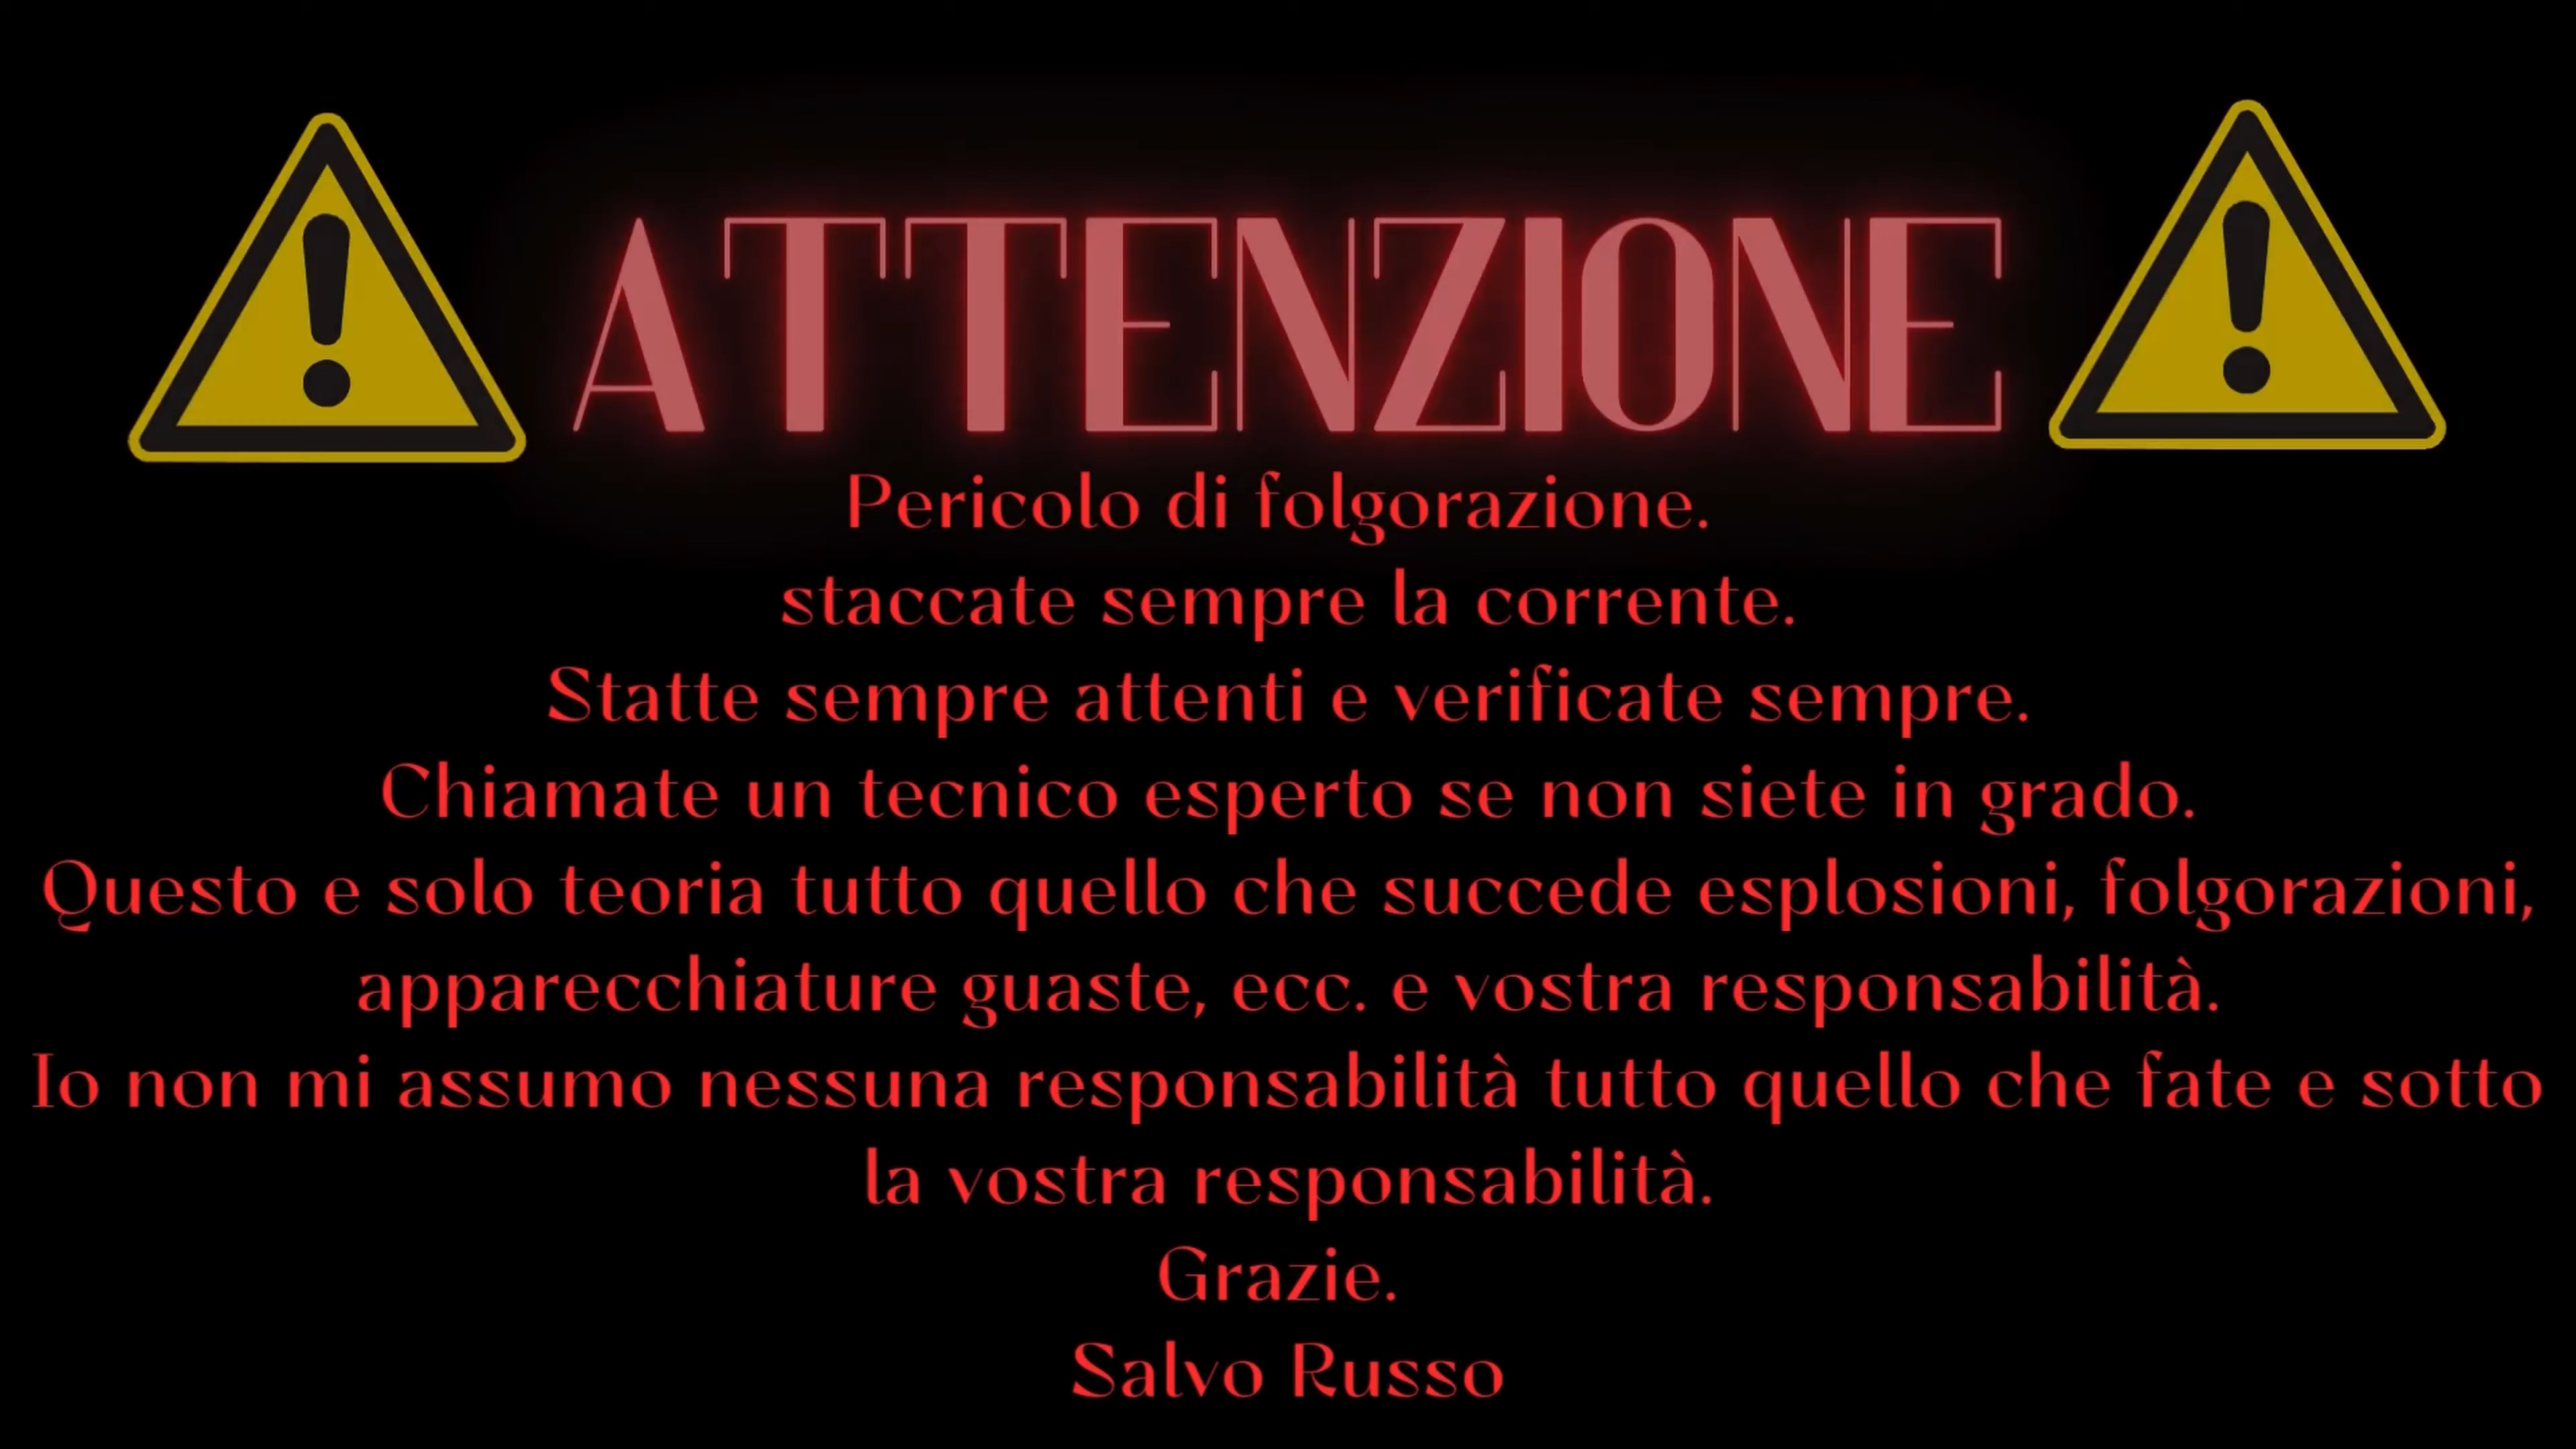 ATTENZIONE
Pericolo di folgorazione.
staccate sempre la corrente.
Statte sempre attenti e verificate sempre.
Chiamate un tecnico esperto se non siete in grado.
Questo e solo teoria tutto quello che succede esplosioni, folgorazioni,
apparecchiature guaste, ecc. e vostra responsabilità.
Io non mi assumo nessuna responsabilità tutto quello che fate e sotto
la vostra responsabilità.
Grazie.
Salvo Russo